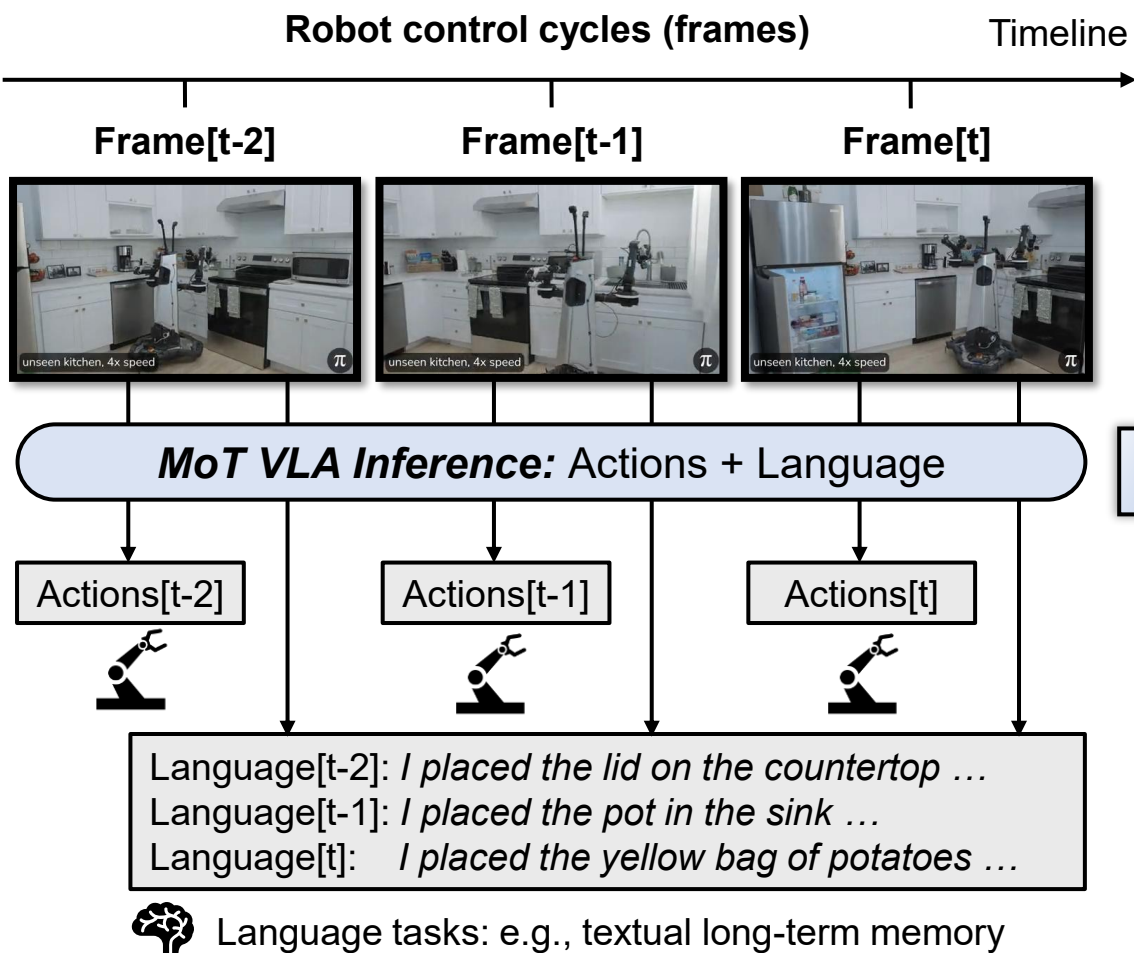 Robot control cycles (frames)
Timeline
Frame[t-2]
Frame[t-1]
Frame[t]
unseen kitchen, 4x speed
π
unseen kitchen, 4x speed
π
unseen kitchen, 4x speed
π
MoT VLA Inference: Actions + Language
Actions[t-2]
Actions[t-1]
Actions[t]
Language[t-2]: I placed the lid on the countertop …
Language[t-1]: I placed the pot in the sink …
Language[t]: I placed the yellow bag of potatoes …
Language tasks: e.g., textual long-term memory